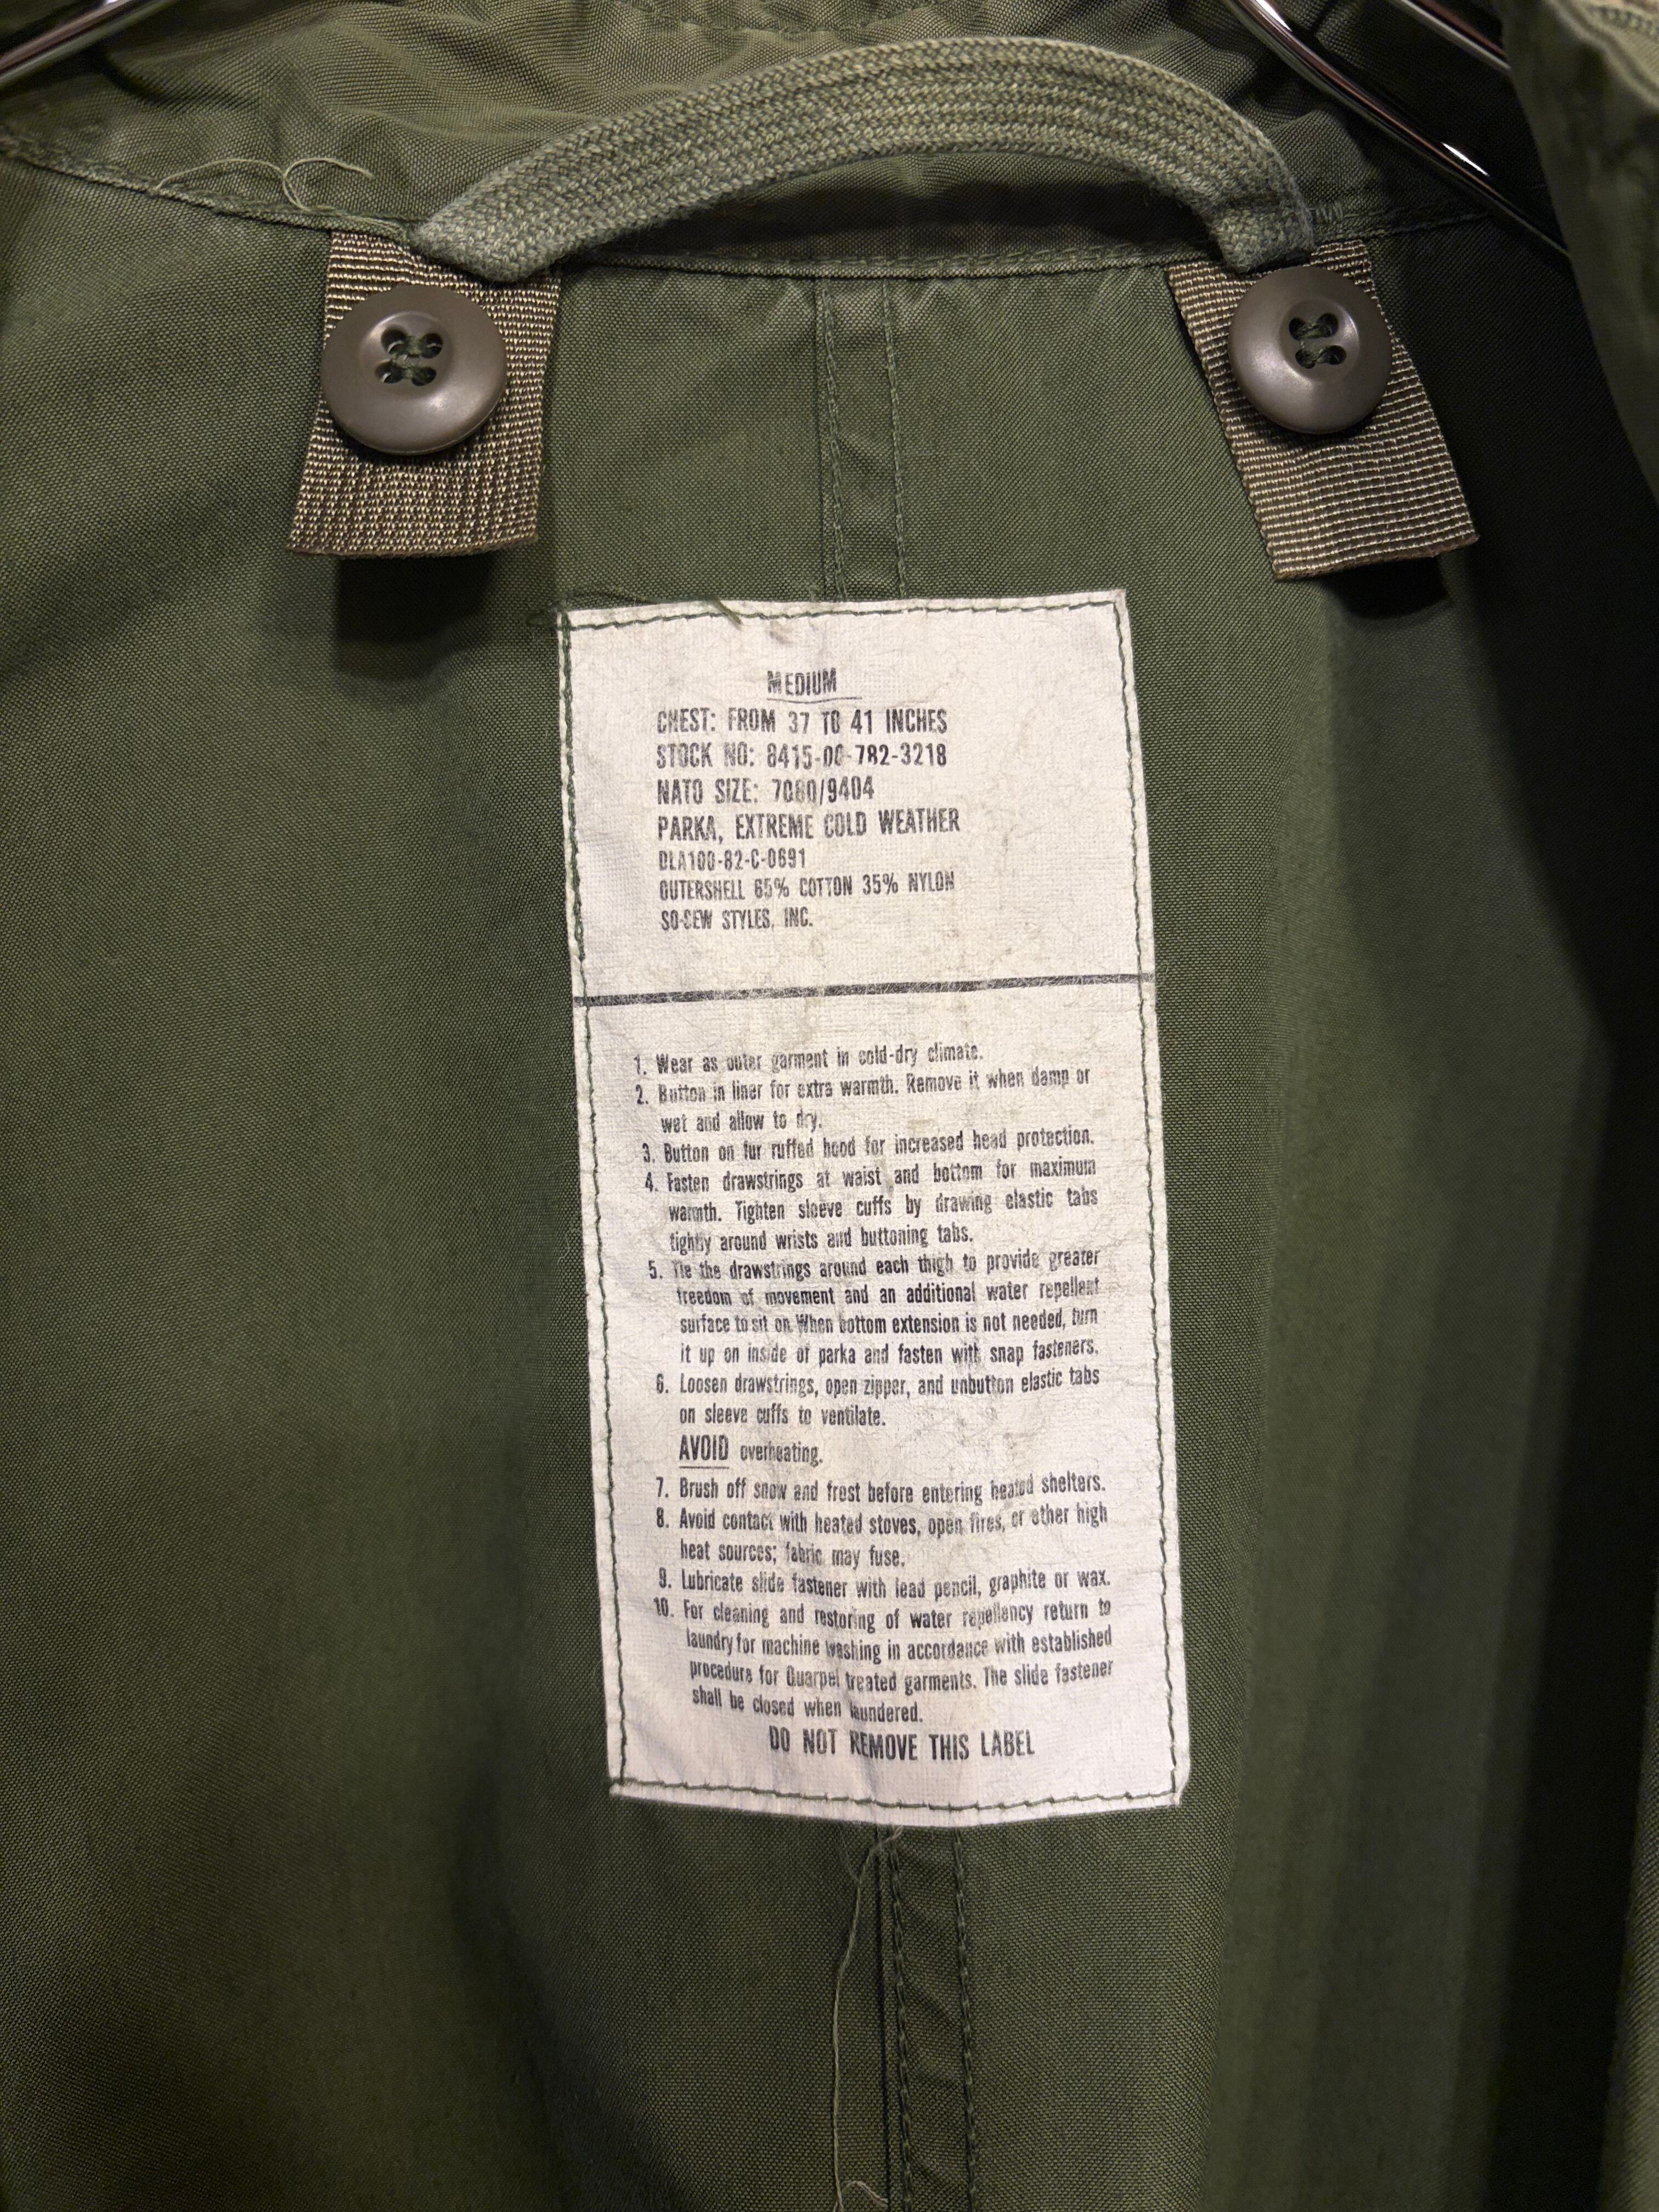 MEDIUM
CHEST: FROM 37 TO 41 INCHES
STOCK NO: 8415-00-782-3218
NATO SIZE: 7080/9404
PARKA, EXTREME COLD WEATHER
DLA100-82-C-0691
OUTERSHELL 65% COTTON 35% NYLON
SO-SEW STYLES, INC.
1. Wear as outer garment in cold-dry climate.
2. Button in liner for extra warmth. Remove it when damp or
wet and allow to dry.
3. Button on fur ruffed hood for increased head protection.
4. Fasten drawstrings at waist and bottom for maximum
warmth. Tighten sleeve cuffs by drawing elastic tabs
tightly around wrists and buttoning tabs.
5. Tie the drawstrings around each thigh to provide greater
freedom of movement and an additional water repellent
surface to sit on. When bottom extension is not needed, turn
it up on inside of parka and fasten with snap fasteners.
6. Loosen drawstrings, open zipper, and unbutton elastic tabs
on sleeve cuffs to ventilate.
AVOID overheating.
7. Brush off snow and frost before entering heated shelters.
8. Avoid contact with heated stoves, open fires, or other high
heat sources; fabric may fuse.
9. Lubricate slide fastener with lead pencil, graphite or wax.
10. For cleaning and restoring of water repellency return to
laundry for machine washing in accordance with established
procedure for Quarpel treated garments. The slide fastener
shall be closed when laundered.
DO NOT REMOVE THIS LABEL